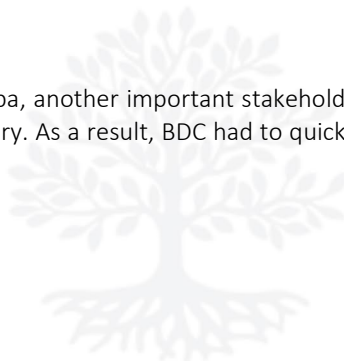 pa, another important stakehold
ry. As a result, BDC had to quick